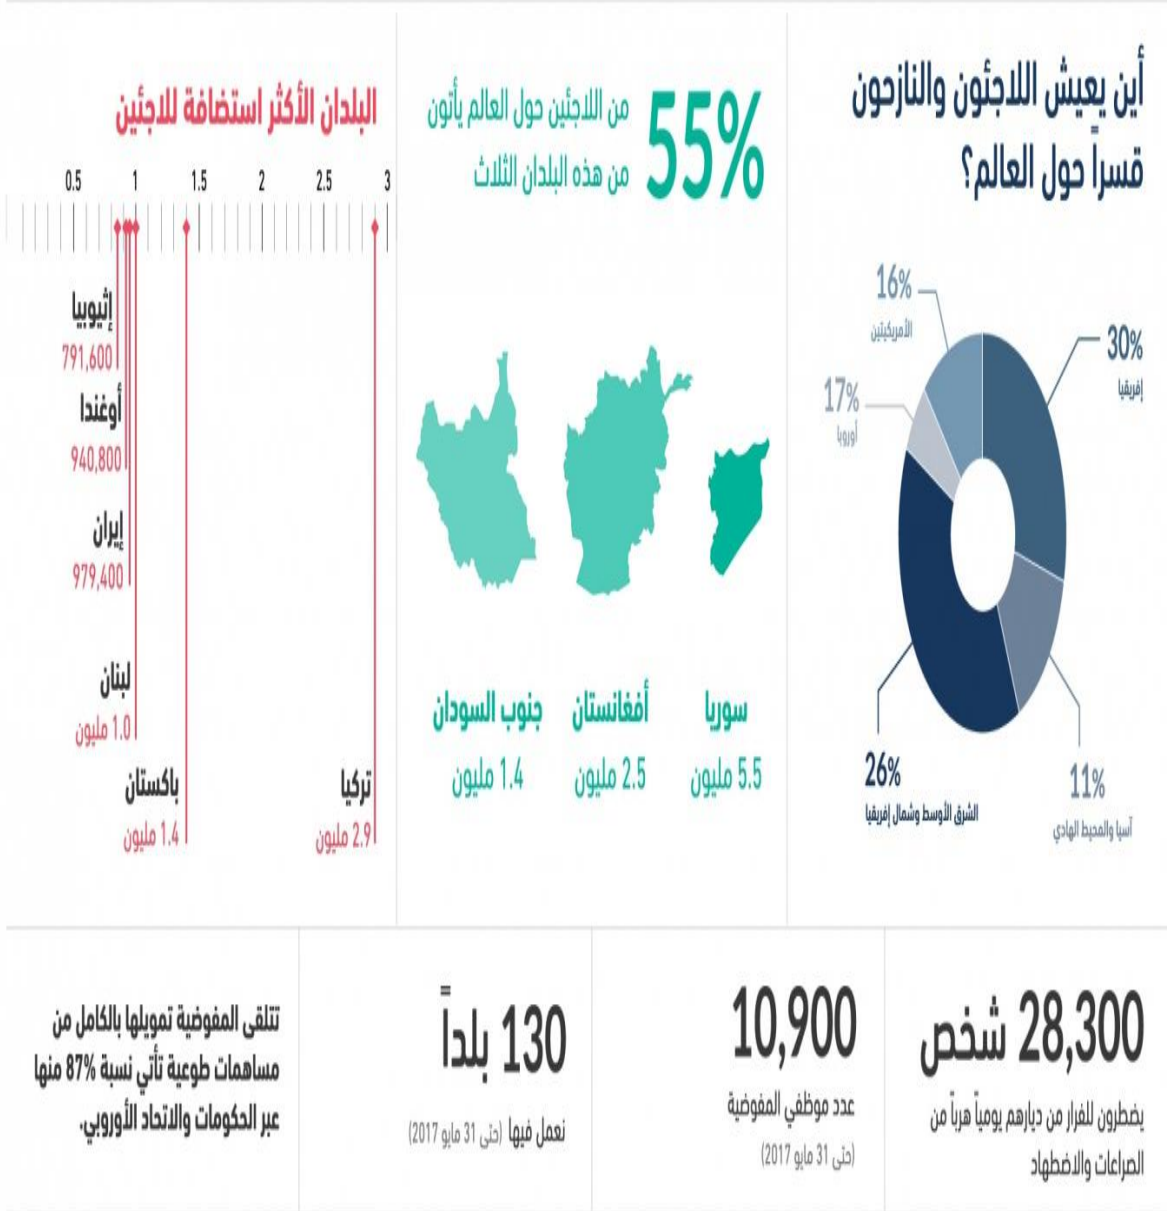 أين يعيش اللاجئون والنازحون
قسراً حول العالم؟
16%
الأمريكيتين
30%
إفريقيا
17%
أوروبا
26%
الشرق الأوسط وشمال إفريقيا
11%
آسيا والمحيط الهادي
55%
من اللاجئين حول العالم يأتون
من هذه البلدان الثلاث
سوريا
5.5 مليون
أفغانستان
2.5 مليون
جنوب السودان
1.4 مليون
البلدان الأكثر استضافة للاجئين
0.5 1 1.5 2 2.5 3
إثيوبيا
791,600
أوغندا
940,800
إيران
979,400
لبنان
1.0 مليون
باكستان
1.4 مليون
تركيا
2.9 مليون
28,300 شخص
يضطرون للفرار من ديارهم يومياً هرباً من
الصراعات والاضطهاد
10,900
عدد موظفي المفوضية
(حتى 31 مايو 2017)
130 بلداً
نعمل فيها (حتى 31 مايو 2017)
تتلقى المفوضية تمويلها بالكامل من
مساهمات طوعية تأتي نسبة 87% منها
عبر الحكومات والاتحاد الأوروبي.